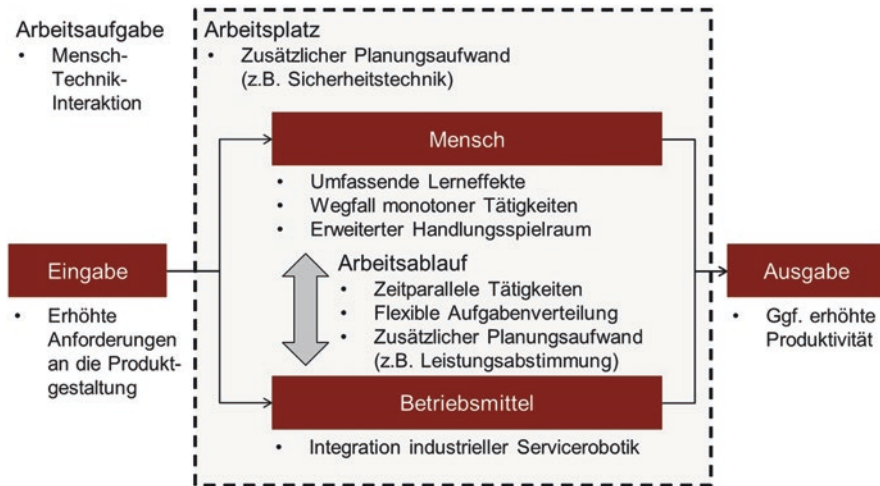 Arbeitsaufgabe
• Mensch-
Technik-
Interaktion
Arbeitsplatz
• Zusätzlicher Planungsaufwand
(z.B. Sicherheitstechnik)
Mensch
• Umfassende Lerneffekte
• Wegfall monotoner Tätigkeiten
• Erweiterter Handlungsspielraum
Eingabe
• Erhöhte
Anforderungen
an die Produkt-
gestaltung
Arbeitsablauf
• Zeitparallele Tätigkeiten
• Flexible Aufgabenverteilung
• Zusätzlicher Planungsaufwand
(z.B. Leistungsabstimmung)
Betriebsmittel
• Integration industrieller Servicerobotik
Ausgabe
• Ggf. erhöhte
Produktivität